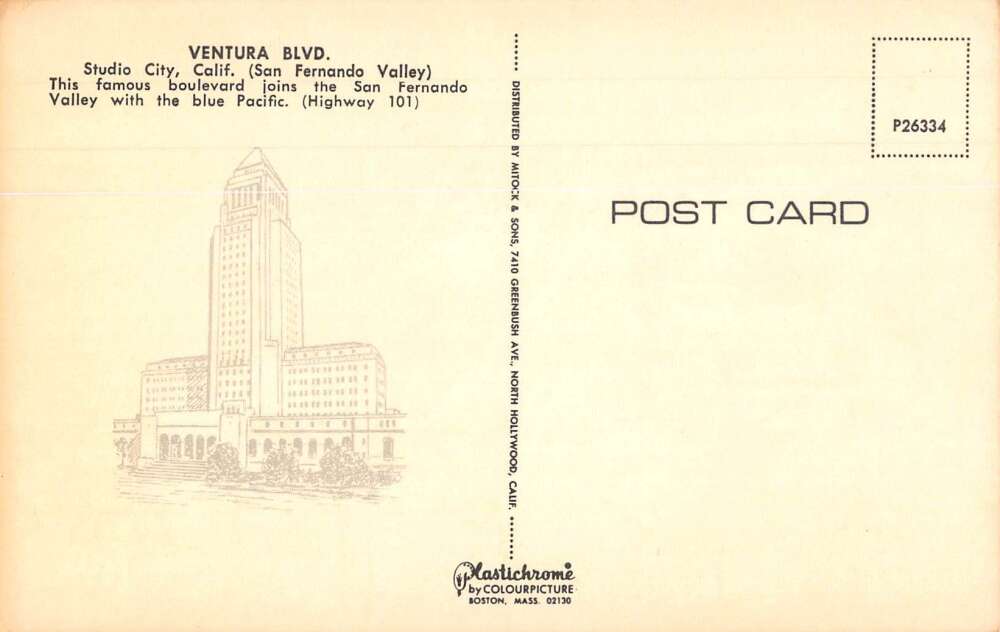 VENTURA BLVD.
Studio City, Calif. (San Fernando Valley)
This famous boulevard joins the San Fernando
Valley with the blue Pacific. (Highway 101)
DISTRIBUTED BY MITOCK & SONS, 7410 GREENBUSH AVE., NORTH HOLLYWOOD, CALIF.
P26334
POST CARD
Plastichrome
by COLOURPICTURE
BOSTON, MASS. 02130